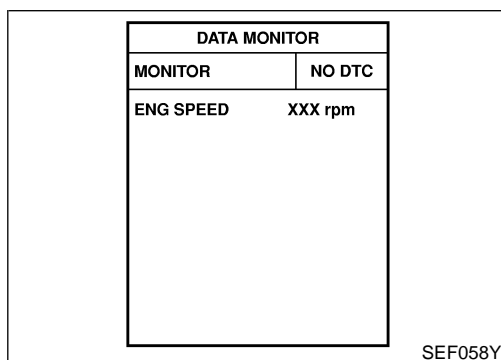 DATA MONITOR
MONITOR NO DTC
ENG SPEED XXX rpm
SEF058Y